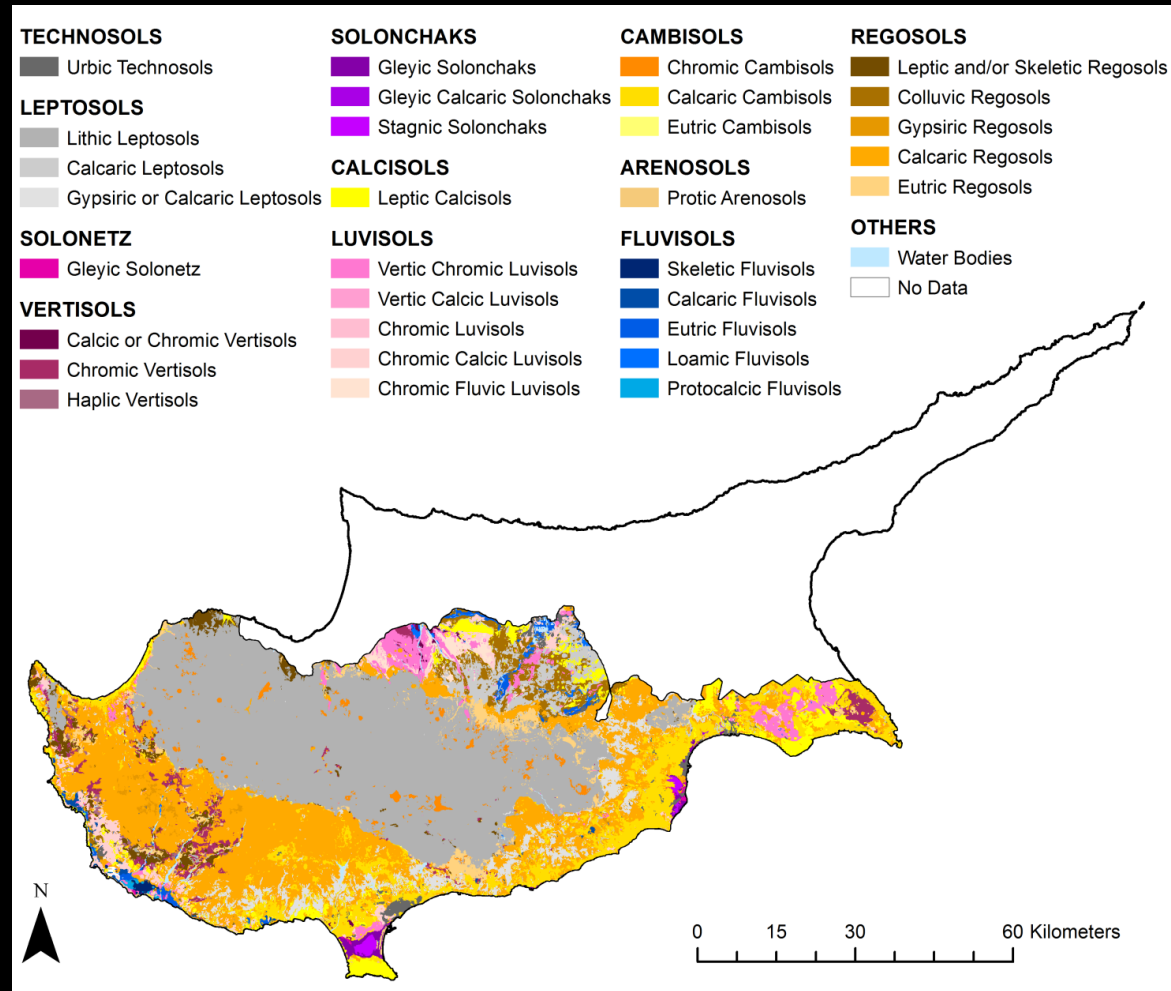 TECHNOSOLS
Urbic Technosols
LEPTOSOLS
Lithic Leptosols
Calcaric Leptosols
Gypsiric or Calcaric Leptosols
SOLONETZ
Gleyic Solonetz
VERTISOLS
Calcic or Chromic Vertisols
Chromic Vertisols
Haplic Vertisols
SOLONCHAKS
Gleyic Solonchaks
Gleyic Calcaric Solonchaks
Stagnic Solonchaks
CALCISOLS
Leptic Calcisols
LUVISOLS
Vertic Chromic Luvisols
Vertic Calcic Luvisols
Chromic Luvisols
Chromic Calcic Luvisols
Chromic Fluvic Luvisols
CAMBISOLS
Chromic Cambisols
Calcaric Cambisols
Eutric Cambisols
ARENOSOLS
Protic Arenosols
FLUVISOLS
Skeletic Fluvisols
Calcaric Fluvisols
Eutric Fluvisols
Loamic Fluvisols
Protocalcic Fluvisols
REGOSOLS
Leptic and/or Skeletic Regosols
Colluvic Regosols
Gypsiric Regosols
Calcaric Regosols
Eutric Regosols
OTHERS
Water Bodies
No Data
N
0 15 30 60 Kilometers